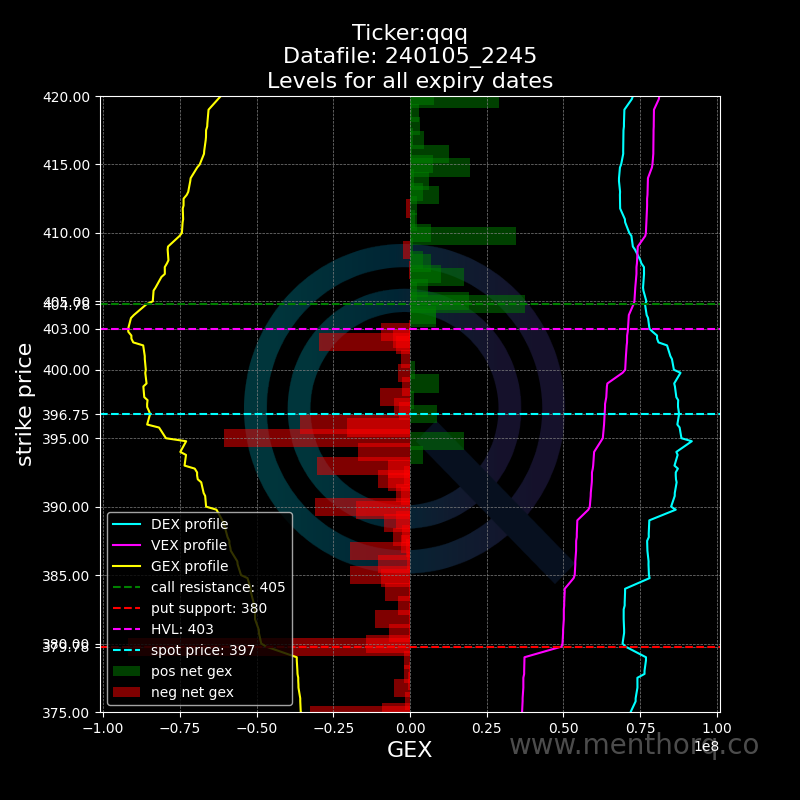 Ticker:qqq
Datafile: 240105_2245
Levels for all expiry dates
420.00
415.00
410.00
405.00
404.78
403.00
400.00
396.75
395.00
390.00
385.00
380.00
379.78
375.00
strike price
DEX profile
VEX profile
GEX profile
call resistance: 405
put support: 380
HVL: 403
spot price: 397
pos net gex
neg net gex
−1.00 −0.75 −0.50 −0.25 0.00 0.25 0.50 0.75 1.00
1e8
GEX
www.menthorq.co